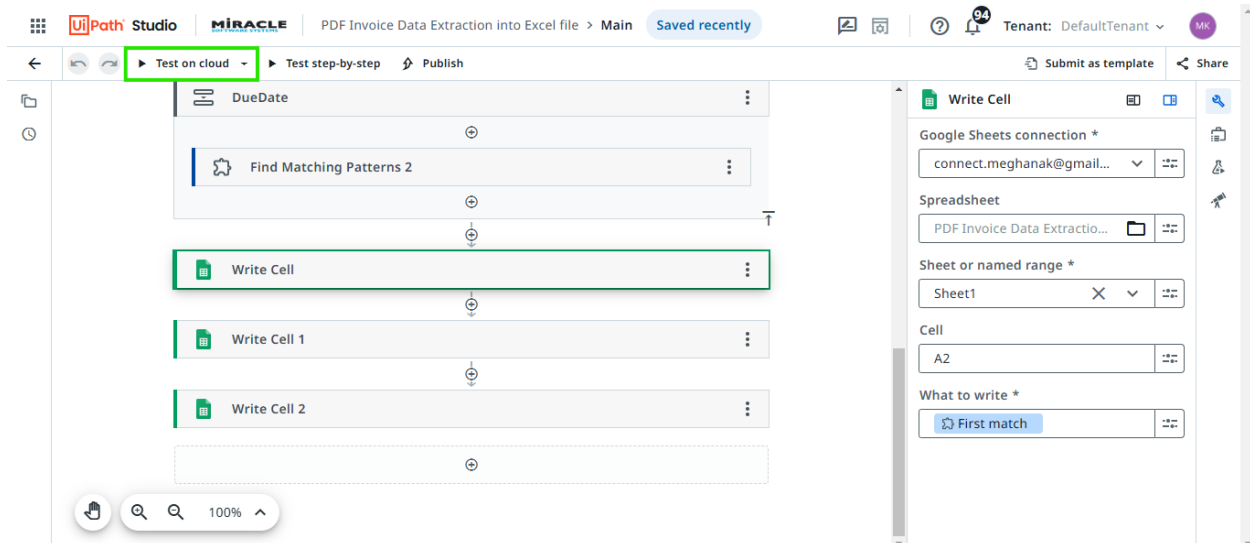 UiPath Studio
MIRACLE
SOFTWARE SYSTEMS
PDF Invoice Data Extraction into Excel file > Main
Saved recently
94
Tenant: DefaultTenant
MK
Test on cloud
Test step-by-step
Publish
Submit as template
Share
DueDate
Find Matching Patterns 2
Write Cell
Write Cell 1
Write Cell 2
100%
Write Cell
Google Sheets connection *
connect.meghanak@gmail...
Spreadsheet
PDF Invoice Data Extractio...
Sheet or named range *
Sheet1
Cell
A2
What to write *
First match